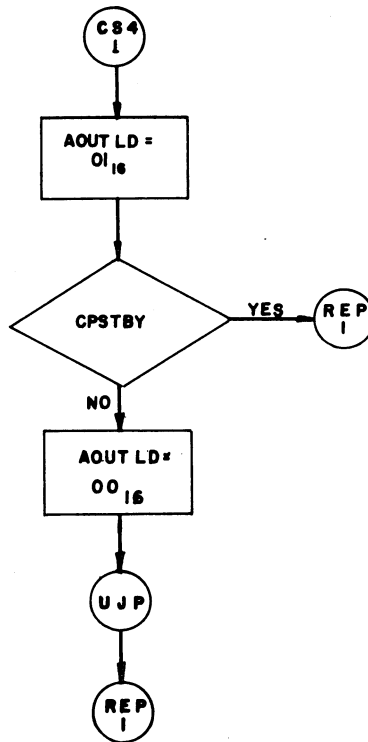 CS4
1
AOUT LD =
01 16
CPSTBY
YES
REP
1
NO
AOUT LD=
00 16
UJP
REP
1